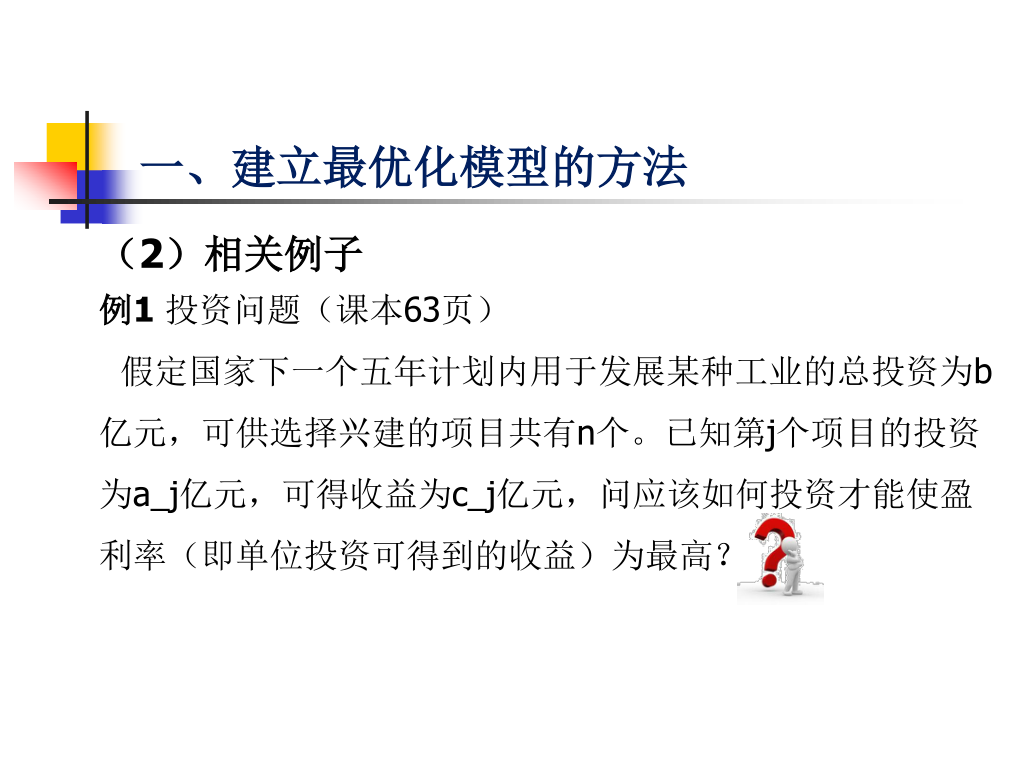 一、建立最优化模型的方法
（2）相关例子
例1 投资问题（课本63页）
假定国家下一个五年计划内用于发展某种工业的总投资为b
亿元，可供选择兴建的项目共有n个。已知第j个项目的投资
为a_j亿元，可得收益为c_j亿元，问应该如何投资才能使盈
利率（即单位投资可得到的收益）为最高？